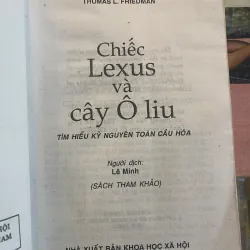 THOMAS L. FRIEDMAN
Chiếc
Lexus
và
cây Ô liu
TÌM HIỂU KỶ NGUYÊN TOÀN CẦU HÓA
Người dịch:
Lê Minh
(SÁCH THAM KHẢO)
NHÀ XUẤT BẢN KHOA HỌC XÃ HỘI